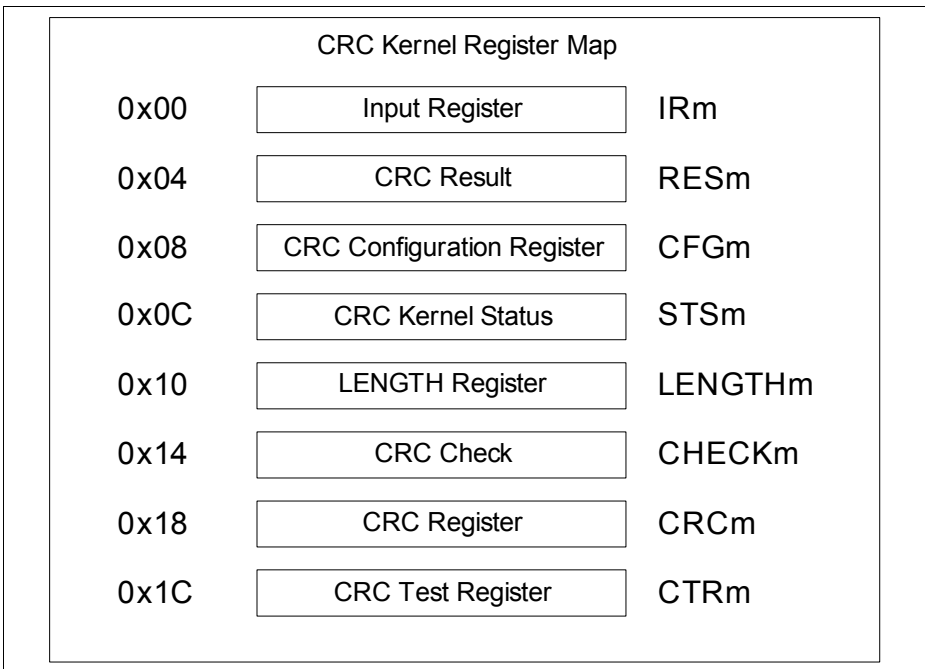 CRC Kernel Register Map
0x00 Input Register IRm
0x04 CRC Result RESm
0x08 CRC Configuration Register CFGm
0x0C CRC Kernel Status STSm
0x10 LENGTH Register LENGTHm
0x14 CRC Check CHECKm
0x18 CRC Register CRCm
0x1C CRC Test Register CTRm